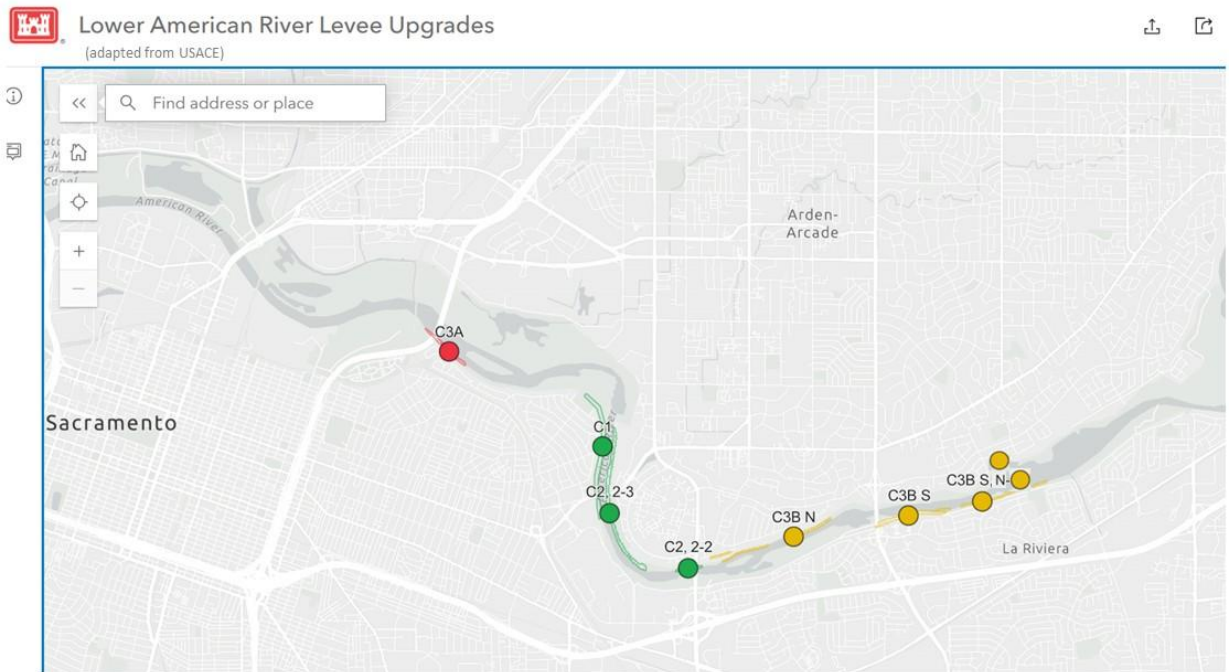 Lower American River Levee Upgrades
(adapted from USACE)
Find address or place
American River
Arden-
Arcade
C3A
Sacramento
C1
C2, 2-3
C3B S, N-
C3B S
C3B N
C2, 2-2
La Riviera